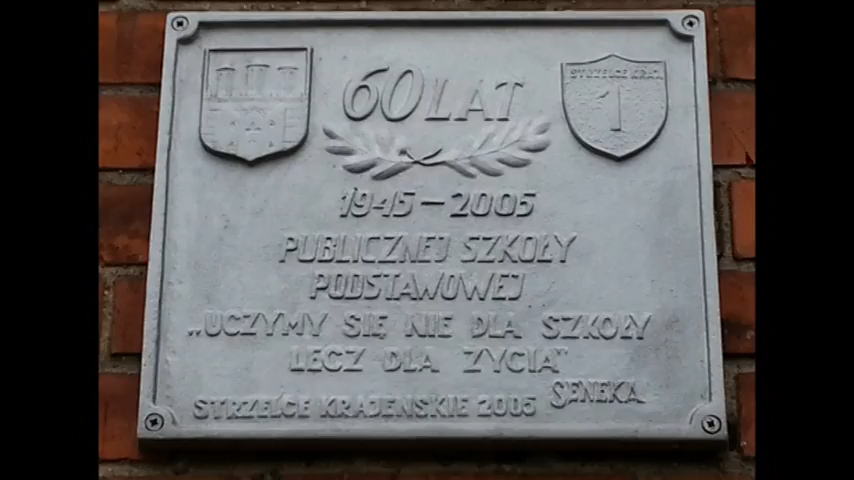 60 LAT
STRZELCE KRAJ.
1
1945-2005
PUBLICZNEJ SZKOŁY
PODSTAWOWEJ
„UCZYMY SIĘ NIE DLA SZKOŁY
LECZ DLA ŻYCIA"
SENEKA
STRZELCE KRAJEŃSKIE 2005